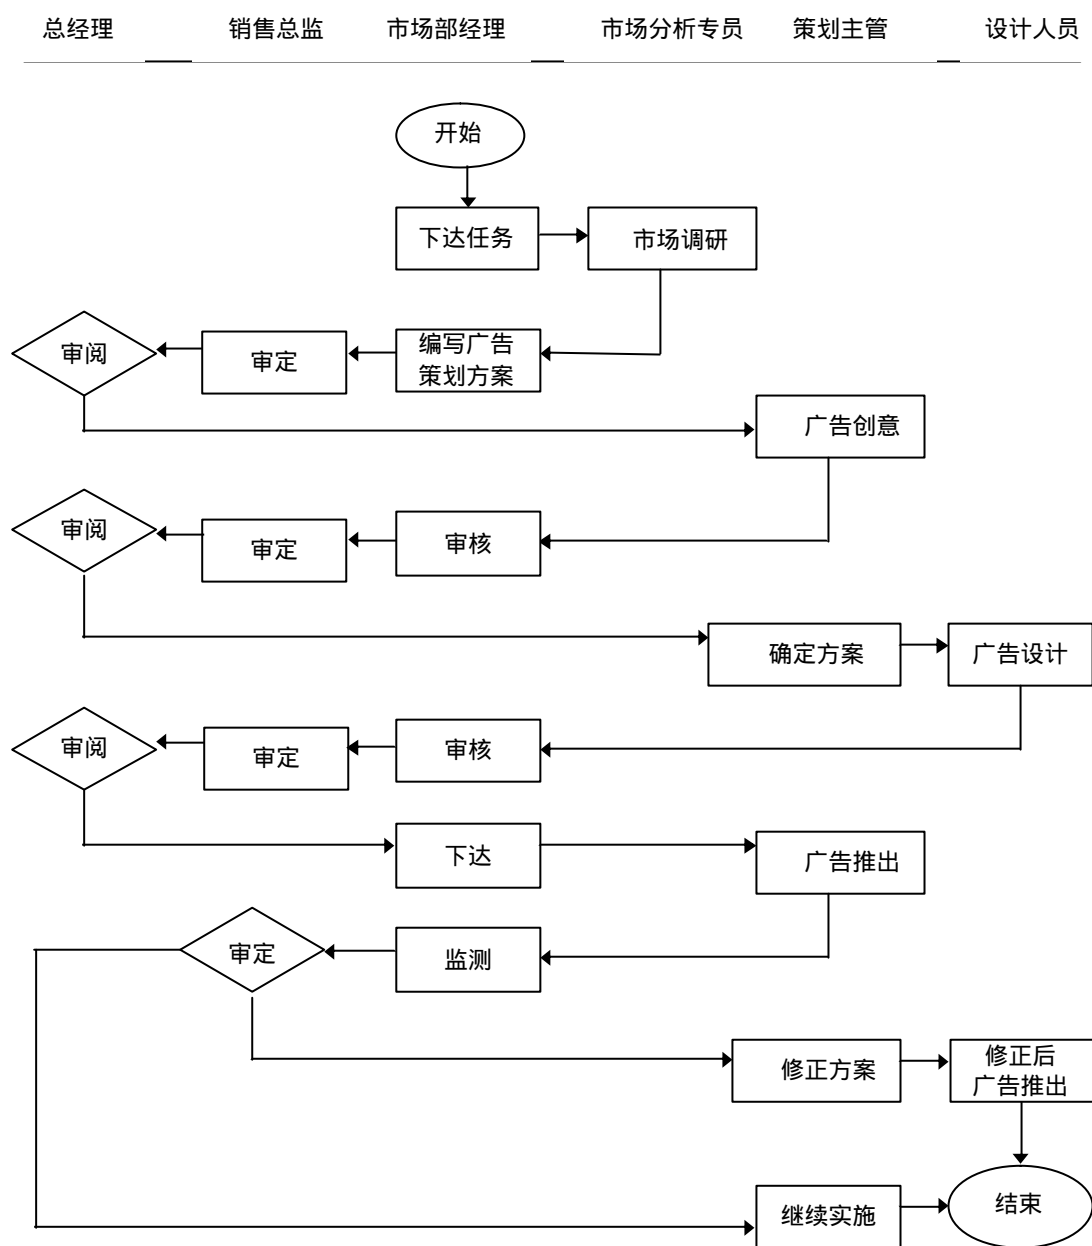 总经理 销售总监 市场部经理 市场分析专员 策划主管 设计人员
开始
下达任务 市场调研
审阅 审定 编写广告
策划方案
广告创意
审阅 审定 审核
确定方案 广告设计
审阅 审定 审核
下达 广告推出
审定 监测
修正方案 修正后
广告推出
继续实施 结束